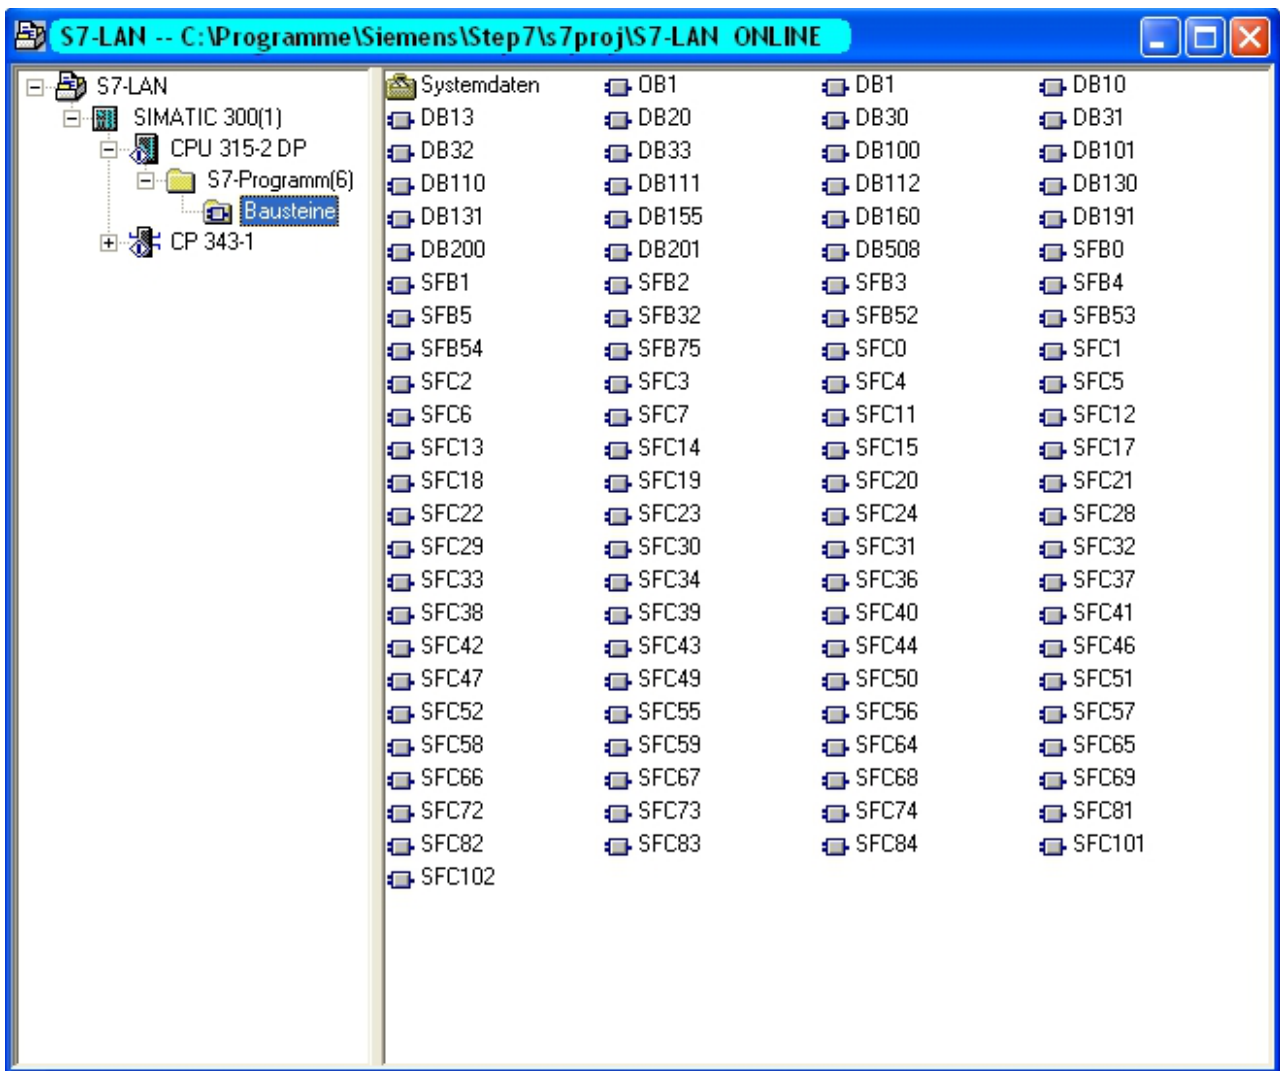 S7-LAN -- C:\Programme\Siemens\Step7\s7proj\S7-LAN ONLINE
S7-LAN
SIMATIC 300(1)
CPU 315-2 DP
S7-Programm(6)
Bausteine
CP 343-1
Systemdaten OB1 DB1 DB10
DB13 DB20 DB30 DB31
DB32 DB33 DB100 DB101
DB110 DB111 DB112 DB130
DB131 DB155 DB160 DB191
DB200 DB201 DB508 SFB0
SFB1 SFB2 SFB3 SFB4
SFB5 SFB32 SFB52 SFB53
SFB54 SFB75 SFC0 SFC1
SFC2 SFC3 SFC4 SFC5
SFC6 SFC7 SFC11 SFC12
SFC13 SFC14 SFC15 SFC17
SFC18 SFC19 SFC20 SFC21
SFC22 SFC23 SFC24 SFC28
SFC29 SFC30 SFC31 SFC32
SFC33 SFC34 SFC36 SFC37
SFC38 SFC39 SFC40 SFC41
SFC42 SFC43 SFC44 SFC46
SFC47 SFC49 SFC50 SFC51
SFC52 SFC55 SFC56 SFC57
SFC58 SFC59 SFC64 SFC65
SFC66 SFC67 SFC68 SFC69
SFC72 SFC73 SFC74 SFC81
SFC82 SFC83 SFC84 SFC101
SFC102